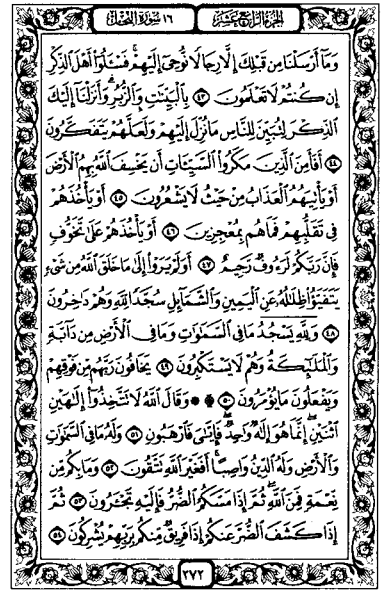 الجزء الرابع عشر
١٦ سورة النحل
وَمَآ أَرْسَلْنَا مِن قَبْلِكَ إِلَّا رِجَالًا نُّوحِىٓ إِلَيْهِمْ ۚ فَسْـَٔلُوٓا۟ أَهْلَ ٱلذِّكْرِ
إِن كُنتُمْ لَا تَعْلَمُونَ ٤٣ بِٱلْبَيِّنَـٰتِ وَٱلزُّبُرِ ۗ وَأَنزَلْنَآ إِلَيْكَ
ٱلذِّكْرَ لِتُبَيِّنَ لِلنَّاسِ مَا نُزِّلَ إِلَيْهِمْ وَلَعَلَّهُمْ يَتَفَكَّرُونَ
٤٤ أَفَأَمِنَ ٱلَّذِينَ مَكَرُوا۟ ٱلسَّيِّـَٔاتِ أَن يَخْسِفَ ٱللَّهُ بِهِمُ ٱلْأَرْضَ
أَوْ يَأْتِيَهُمُ ٱلْعَذَابُ مِنْ حَيْثُ لَا يَشْعُرُونَ ٤٥ أَوْ يَأْخُذَهُمْ
فِى تَقَلُّبِهِمْ فَمَا هُم بِمُعْجِزِينَ ٤٦ أَوْ يَأْخُذَهُمْ عَلَىٰ تَخَوُّفٍ
فَإِنَّ رَبَّكُمْ لَرَءُوفٌ رَّحِيمٌ ٤٧ أَوَلَمْ يَرَوْا۟ إِلَىٰ مَا خَلَقَ ٱللَّهُ مِن شَىْءٍ
يَتَفَيَّؤُا۟ ظِلَـٰلُهُۥ عَنِ ٱلْيَمِينِ وَٱلشَّمَآئِلِ سُجَّدًا لِّلَّهِ وَهُمْ دَٰخِرُونَ
٤٨ وَلِلَّهِ يَسْجُدُ مَا فِى ٱلسَّمَـٰوَٰتِ وَمَا فِى ٱلْأَرْضِ مِن دَآبَّةٍ
وَٱلْمَلَـٰٓئِكَةُ وَهُمْ لَا يَسْتَكْبِرُونَ ٤٩ يَخَافُونَ رَبَّهُم مِّن فَوْقِهِمْ
وَيَفْعَلُونَ مَا يُؤْمَرُونَ ۩ ٥٠ ۞ وَقَالَ ٱللَّهُ لَا تَتَّخِذُوٓا۟ إِلَـٰهَيْنِ
ٱثْنَيْنِ ۖ إِنَّمَا هُوَ إِلَـٰهٌ وَٰحِدٌ ۖ فَإِيَّـٰىَ فَٱرْهَبُونِ ٥١ وَلَهُۥ مَا فِى ٱلسَّمَـٰوَٰتِ
وَٱلْأَرْضِ وَلَهُ ٱلدِّينُ وَاصِبًا ۚ أَفَغَيْرَ ٱللَّهِ تَتَّقُونَ ٥٢ وَمَا بِكُم مِّن
نِّعْمَةٍ فَمِنَ ٱللَّهِ ۖ ثُمَّ إِذَا مَسَّكُمُ ٱلضُّرُّ فَإِلَيْهِ تَجْـَٔرُونَ ٥٣ ثُمَّ
إِذَا كَشَفَ ٱلضُّرَّ عَنكُمْ إِذَا فَرِيقٌ مِّنكُم بِرَبِّهِمْ يُشْرِكُونَ ٥٤
٢٧٢